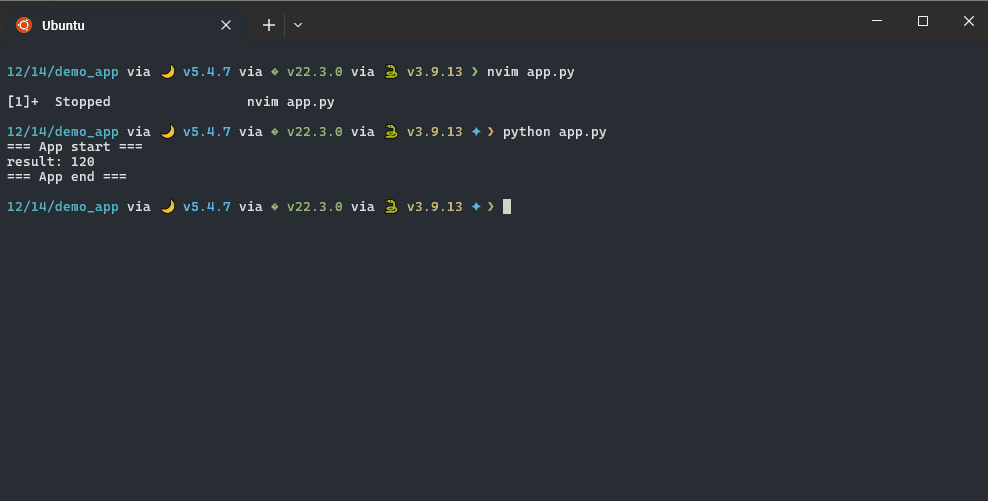 Ubuntu
12/14/demo_app via 🌙 v5.4.7 via � v22.3.0 via 🐍 v3.9.13 ❯ nvim app.py
[1]+  Stopped                 nvim app.py
12/14/demo_app via 🌙 v5.4.7 via � v22.3.0 via 🐍 v3.9.13 ✦ ❯ python app.py
=== App start ===
result: 120
=== App end ===
12/14/demo_app via 🌙 v5.4.7 via � v22.3.0 via 🐍 v3.9.13 ✦ ❯